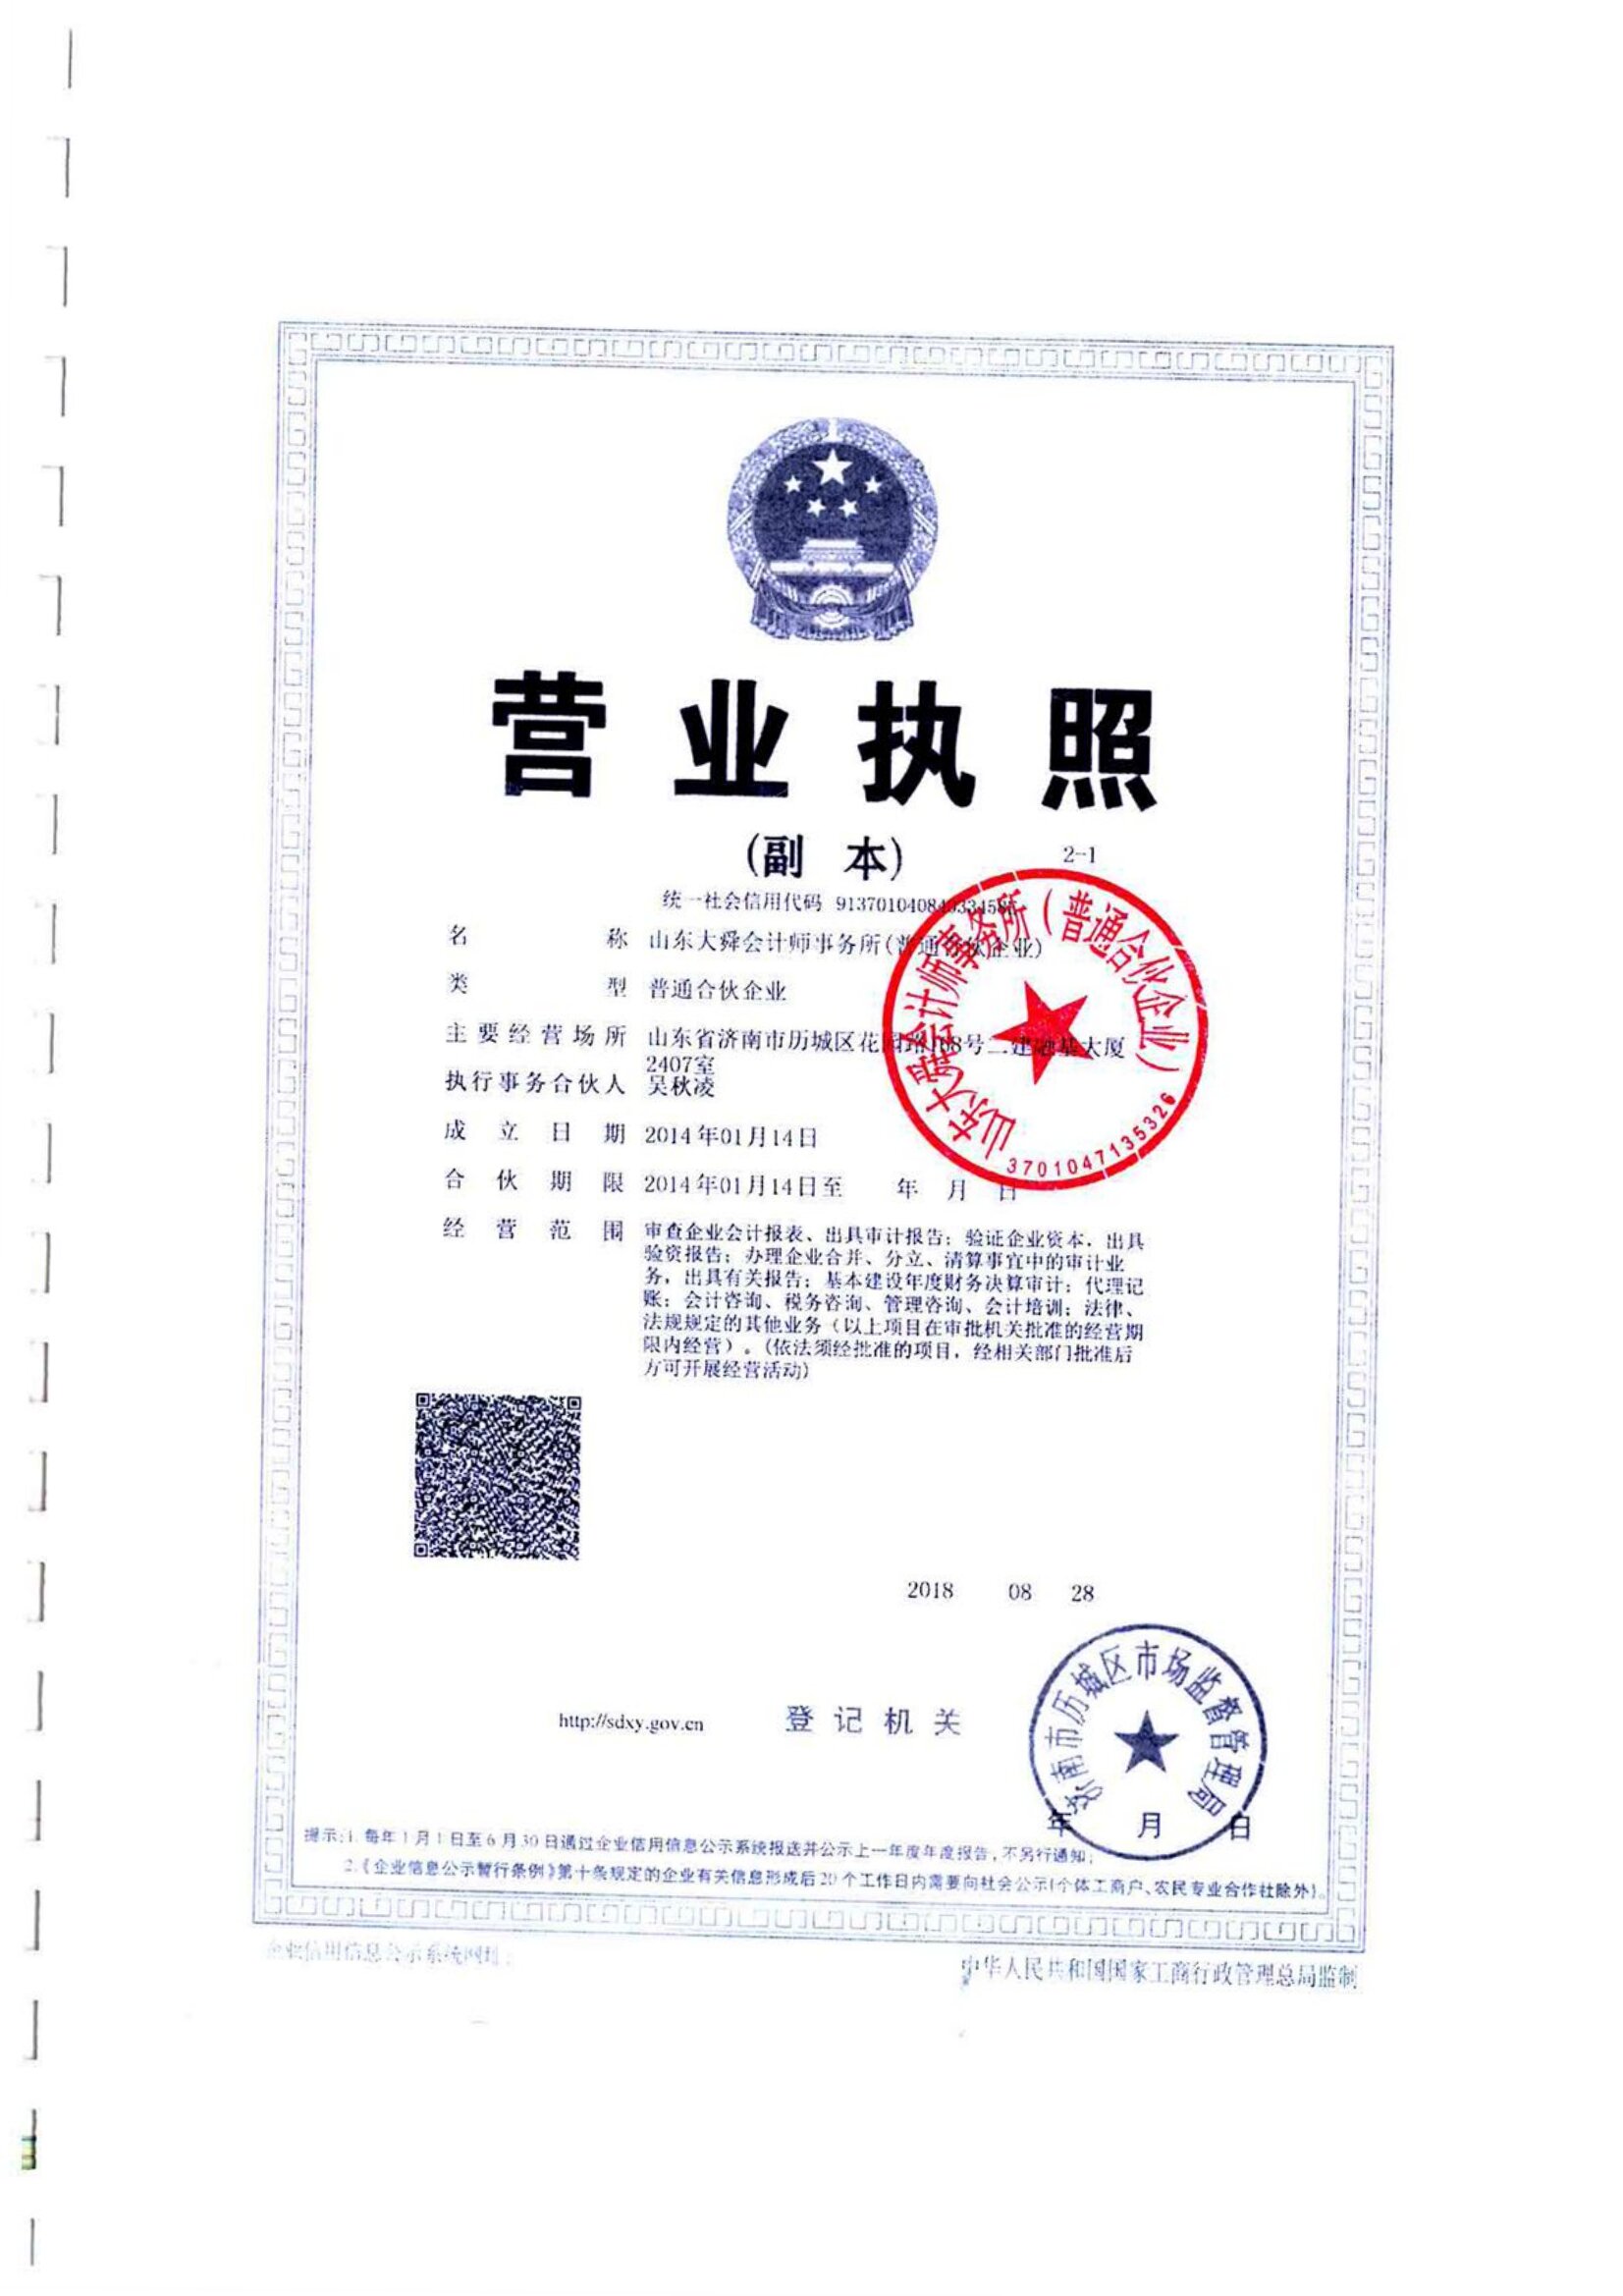 营业执照
(副 本)
2-1
统一社会信用代码
名 称 山东大舜会计师事务所(普通合伙企业)
类 型 普通合伙企业
主要经营场所 山东省济南市历城区花园路168号二建融基大厦
2407室
执行事务合伙人 吴秋凌
成立日期 2014年01月14日
合伙期限 2014年01月14日至 年 月 日
经营范围 审查企业会计报表、出具审计报告;验证企业资本,出具
验资报告;办理企业合并、分立、清算事宜中的审计业
务,出具有关报告;基本建设年度财务决算审计;代理记
账;会计咨询、税务咨询、管理咨询、会计培训;法律、
法规规定的其他业务(以上项目在审批机关批准的经营期
限内经营)。(依法须经批准的项目,经相关部门批准后
方可开展经营活动)
山东大舜会计师事务所(普通合伙企业)
3701047135326
2018 08 28
http://sdxy.gov.cn
登记机关
济南市历城区市场监督管理局
年 月 日
提示:1.每年1月1日至6月30日通过企业信用信息公示系统报送并公示上一年度年度报告,不另行通知;
2.《企业信息公示暂行条例》第十条规定的企业有关信息形成后20个工作日内需要向社会公示(个体工商户、农民专业合作社除外)。
企业信用信息公示系统网址:
中华人民共和国国家工商行政管理总局监制